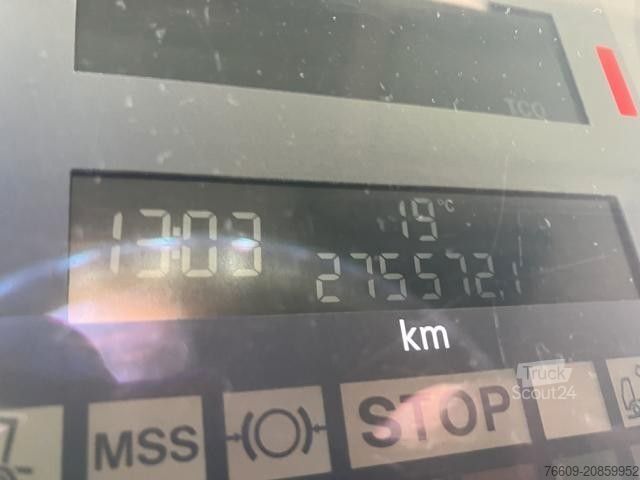 TCO
13:03
19 °C
275572.1
km
MSS
STOP
Truck
Scout24
76609-20859952